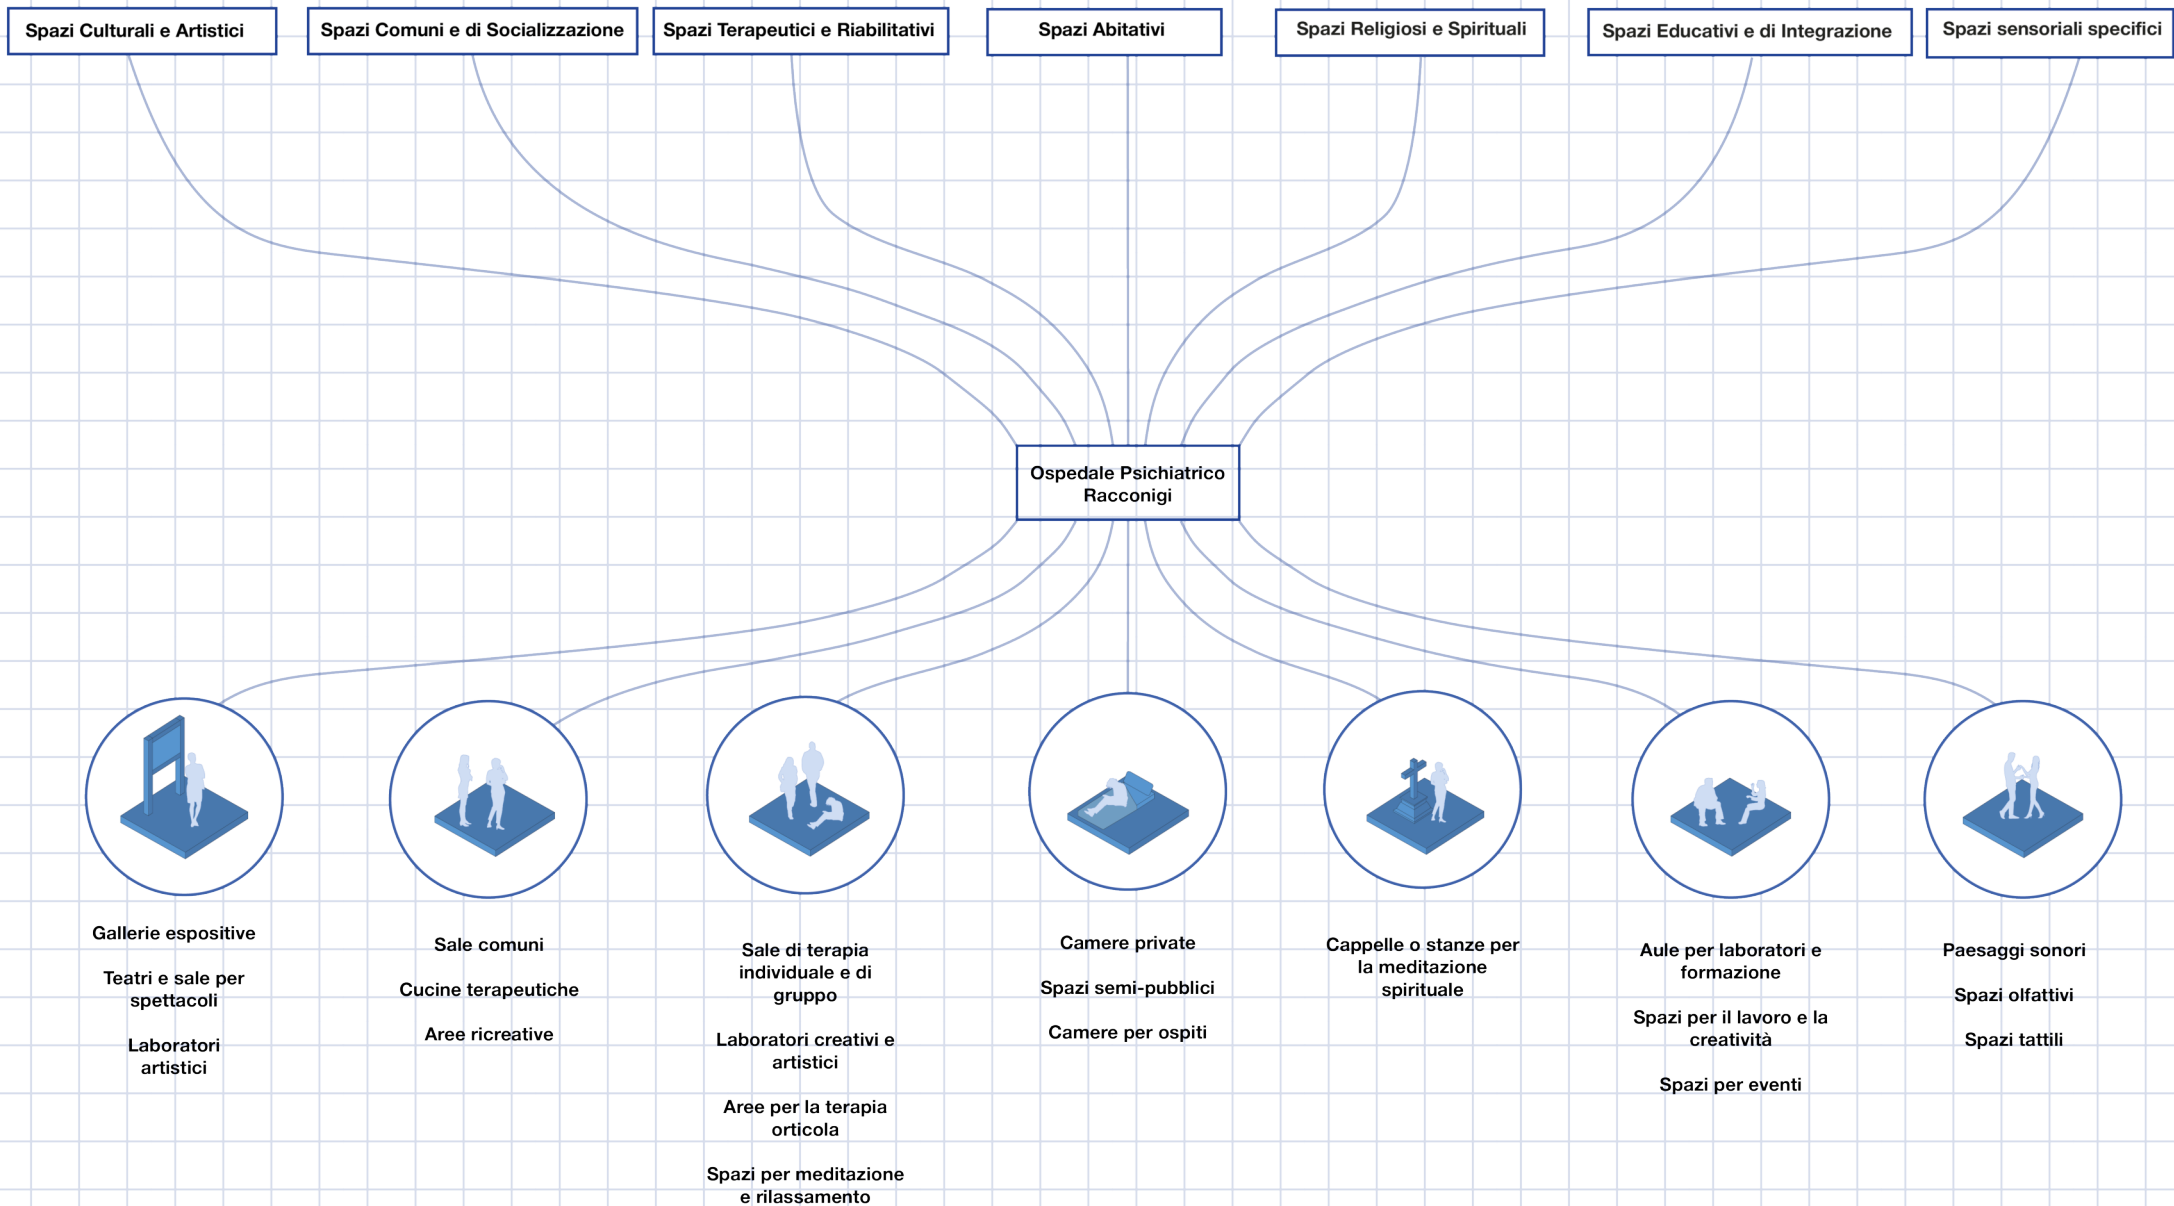 Spazi Culturali e Artistici
Spazi Comuni e di Socializzazione
Spazi Terapeutici e Riabilitativi
Spazi Abitativi
Spazi Religiosi e Spirituali
Spazi Educativi e di Integrazione
Spazi sensoriali specifici
Ospedale Psichiatrico
Racconigi
Gallerie espositive
Teatri e sale per
spettacoli
Laboratori
artistici
Sale comuni
Cucine terapeutiche
Aree ricreative
Sale di terapia
individuale e di
gruppo
Laboratori creativi e
artistici
Aree per la terapia
orticola
Spazi per meditazione
e rilassamento
Camere private
Spazi semi-pubblici
Camere per ospiti
Cappelle o stanze per
la meditazione
spirituale
Aule per laboratori e
formazione
Spazi per il lavoro e la
creatività
Spazi per eventi
Paesaggi sonori
Spazi olfattivi
Spazi tattili